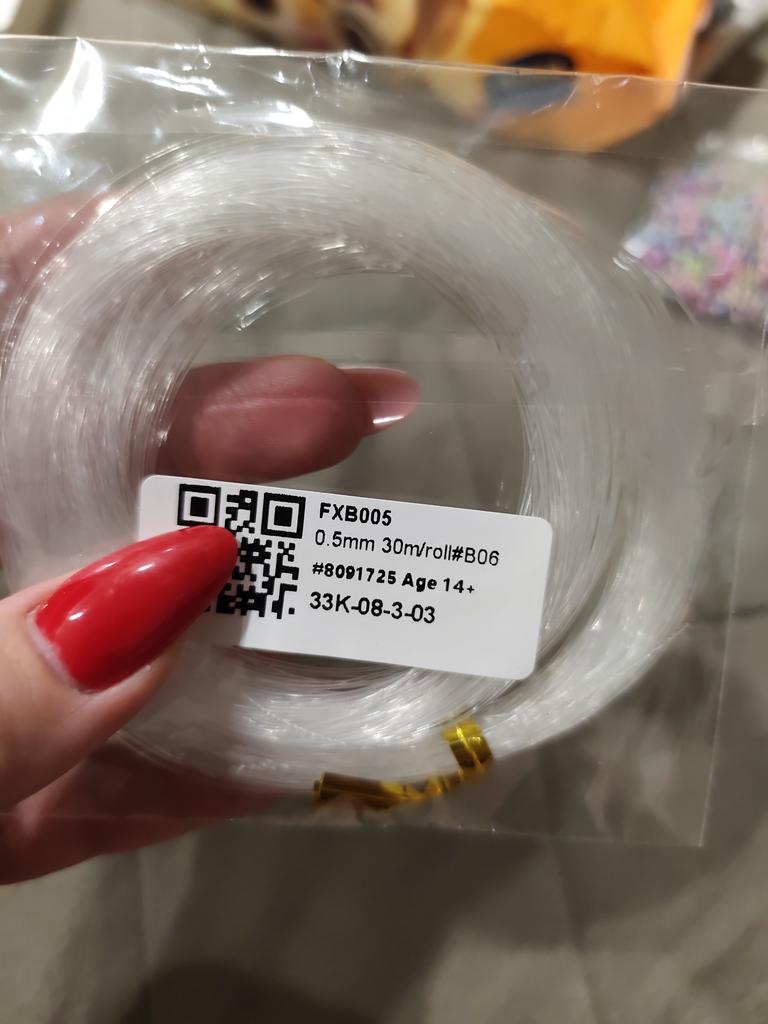 FXB005
0.5mm 30m/roll#B06
#8091725 Age 14+
33K-08-3-03